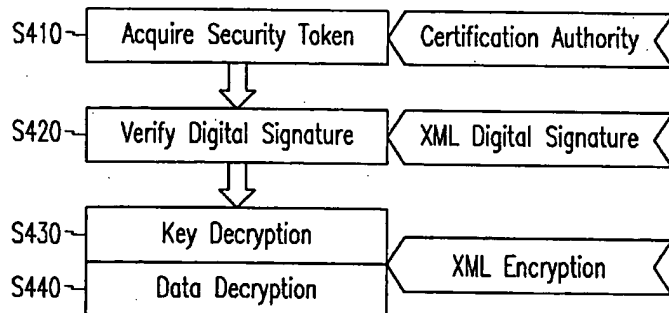 S410 Acquire Security Token Certification Authority
S420 Verify Digital Signature XML Digital Signature
S430 Key Decryption
XML Encryption
S440 Data Decryption